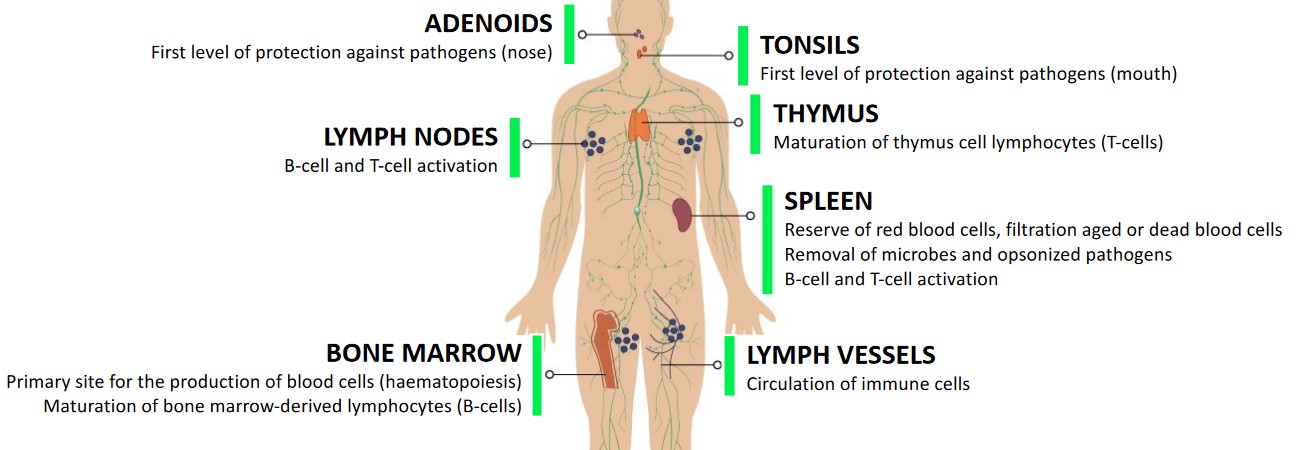 ADENOIDS
First level of protection against pathogens (nose)
TONSILS
First level of protection against pathogens (mouth)
THYMUS
Maturation of thymus cell lymphocytes (T-cells)
LYMPH NODES
B-cell and T-cell activation
SPLEEN
Reserve of red blood cells, filtration aged or dead blood cells
Removal of microbes and opsonized pathogens
B-cell and T-cell activation
BONE MARROW
Primary site for the production of blood cells (haematopoiesis)
Maturation of bone marrow-derived lymphocytes (B-cells)
LYMPH VESSELS
Circulation of immune cells